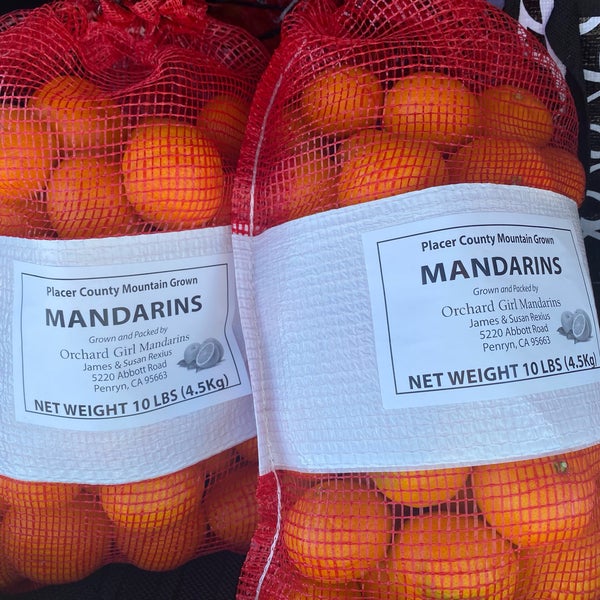 Placer County Mountain Grown
MANDARINS
Grown and Packed by
Orchard Girl Mandarins
James & Susan Rexius
5220 Abbott Road
Penryn, CA 95663
NET WEIGHT 10 LBS (4.5Kg)
Placer County Mountain Grown
MANDARINS
Grown and Packed by
Orchard Girl Mandarins
James & Susan Rexius
5220 Abbott Road
Penryn, CA 95663
NET WEIGHT 10 LBS (4.5Kg)